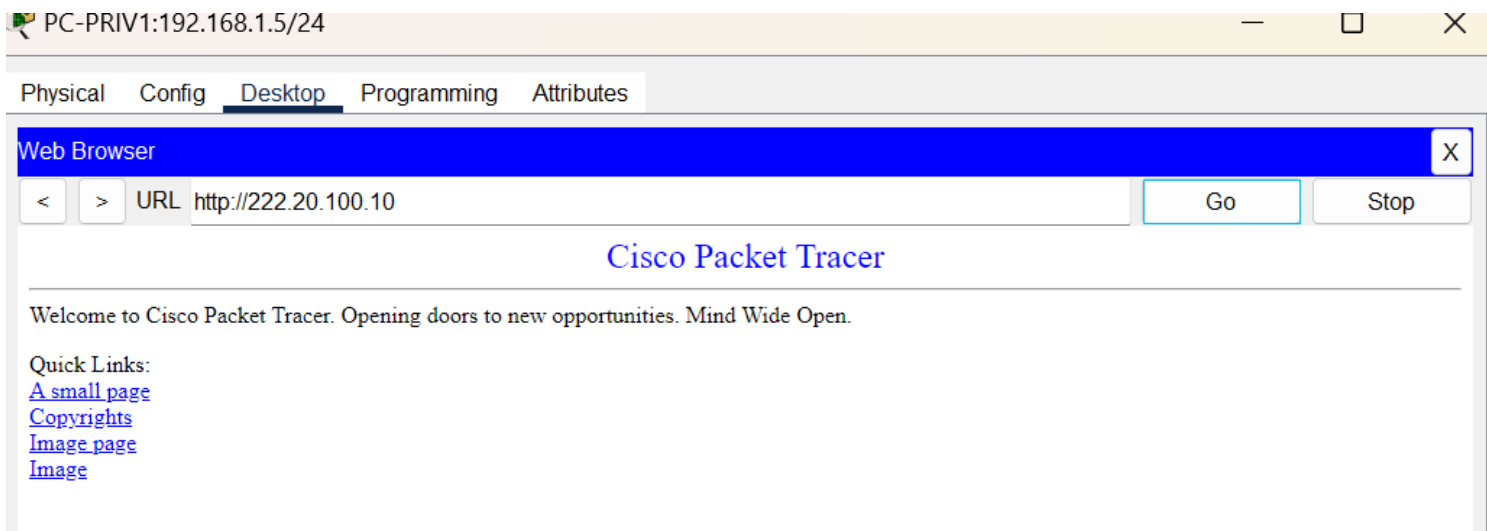 PC-PRIV1:192.168.1.5/24
Physical Config Desktop Programming Attributes
Web Browser X
< > URL http://222.20.100.10 Go Stop
Cisco Packet Tracer
Welcome to Cisco Packet Tracer. Opening doors to new opportunities. Mind Wide Open.
Quick Links:
A small page
Copyrights
Image page
Image